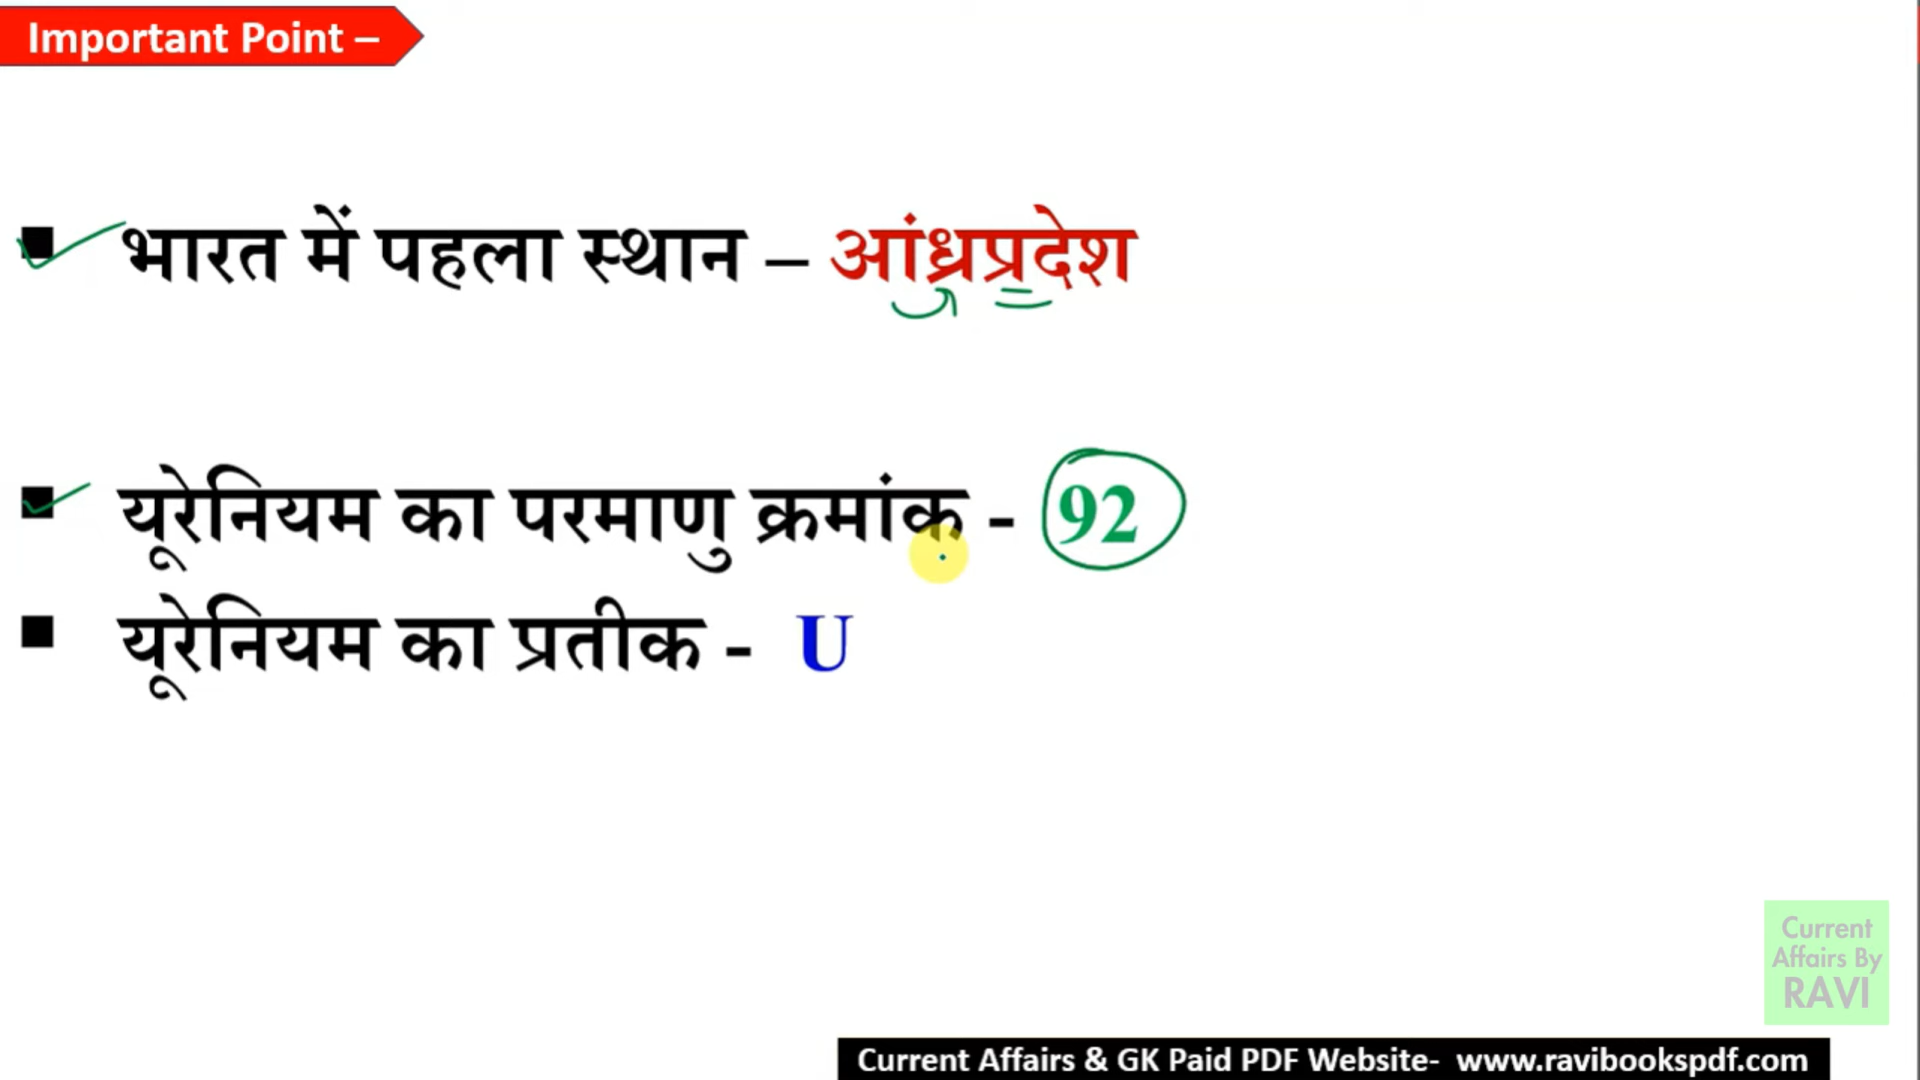 Important Point –
▪ भारत में पहला स्थान – आंध्रप्रदेश
▪ यूरेनियम का परमाणु क्रमांक - 92
▪ यूरेनियम का प्रतीक - U
Current
Affairs By
RAVI
Current Affairs & GK Paid PDF Website- www.ravibookspdf.com